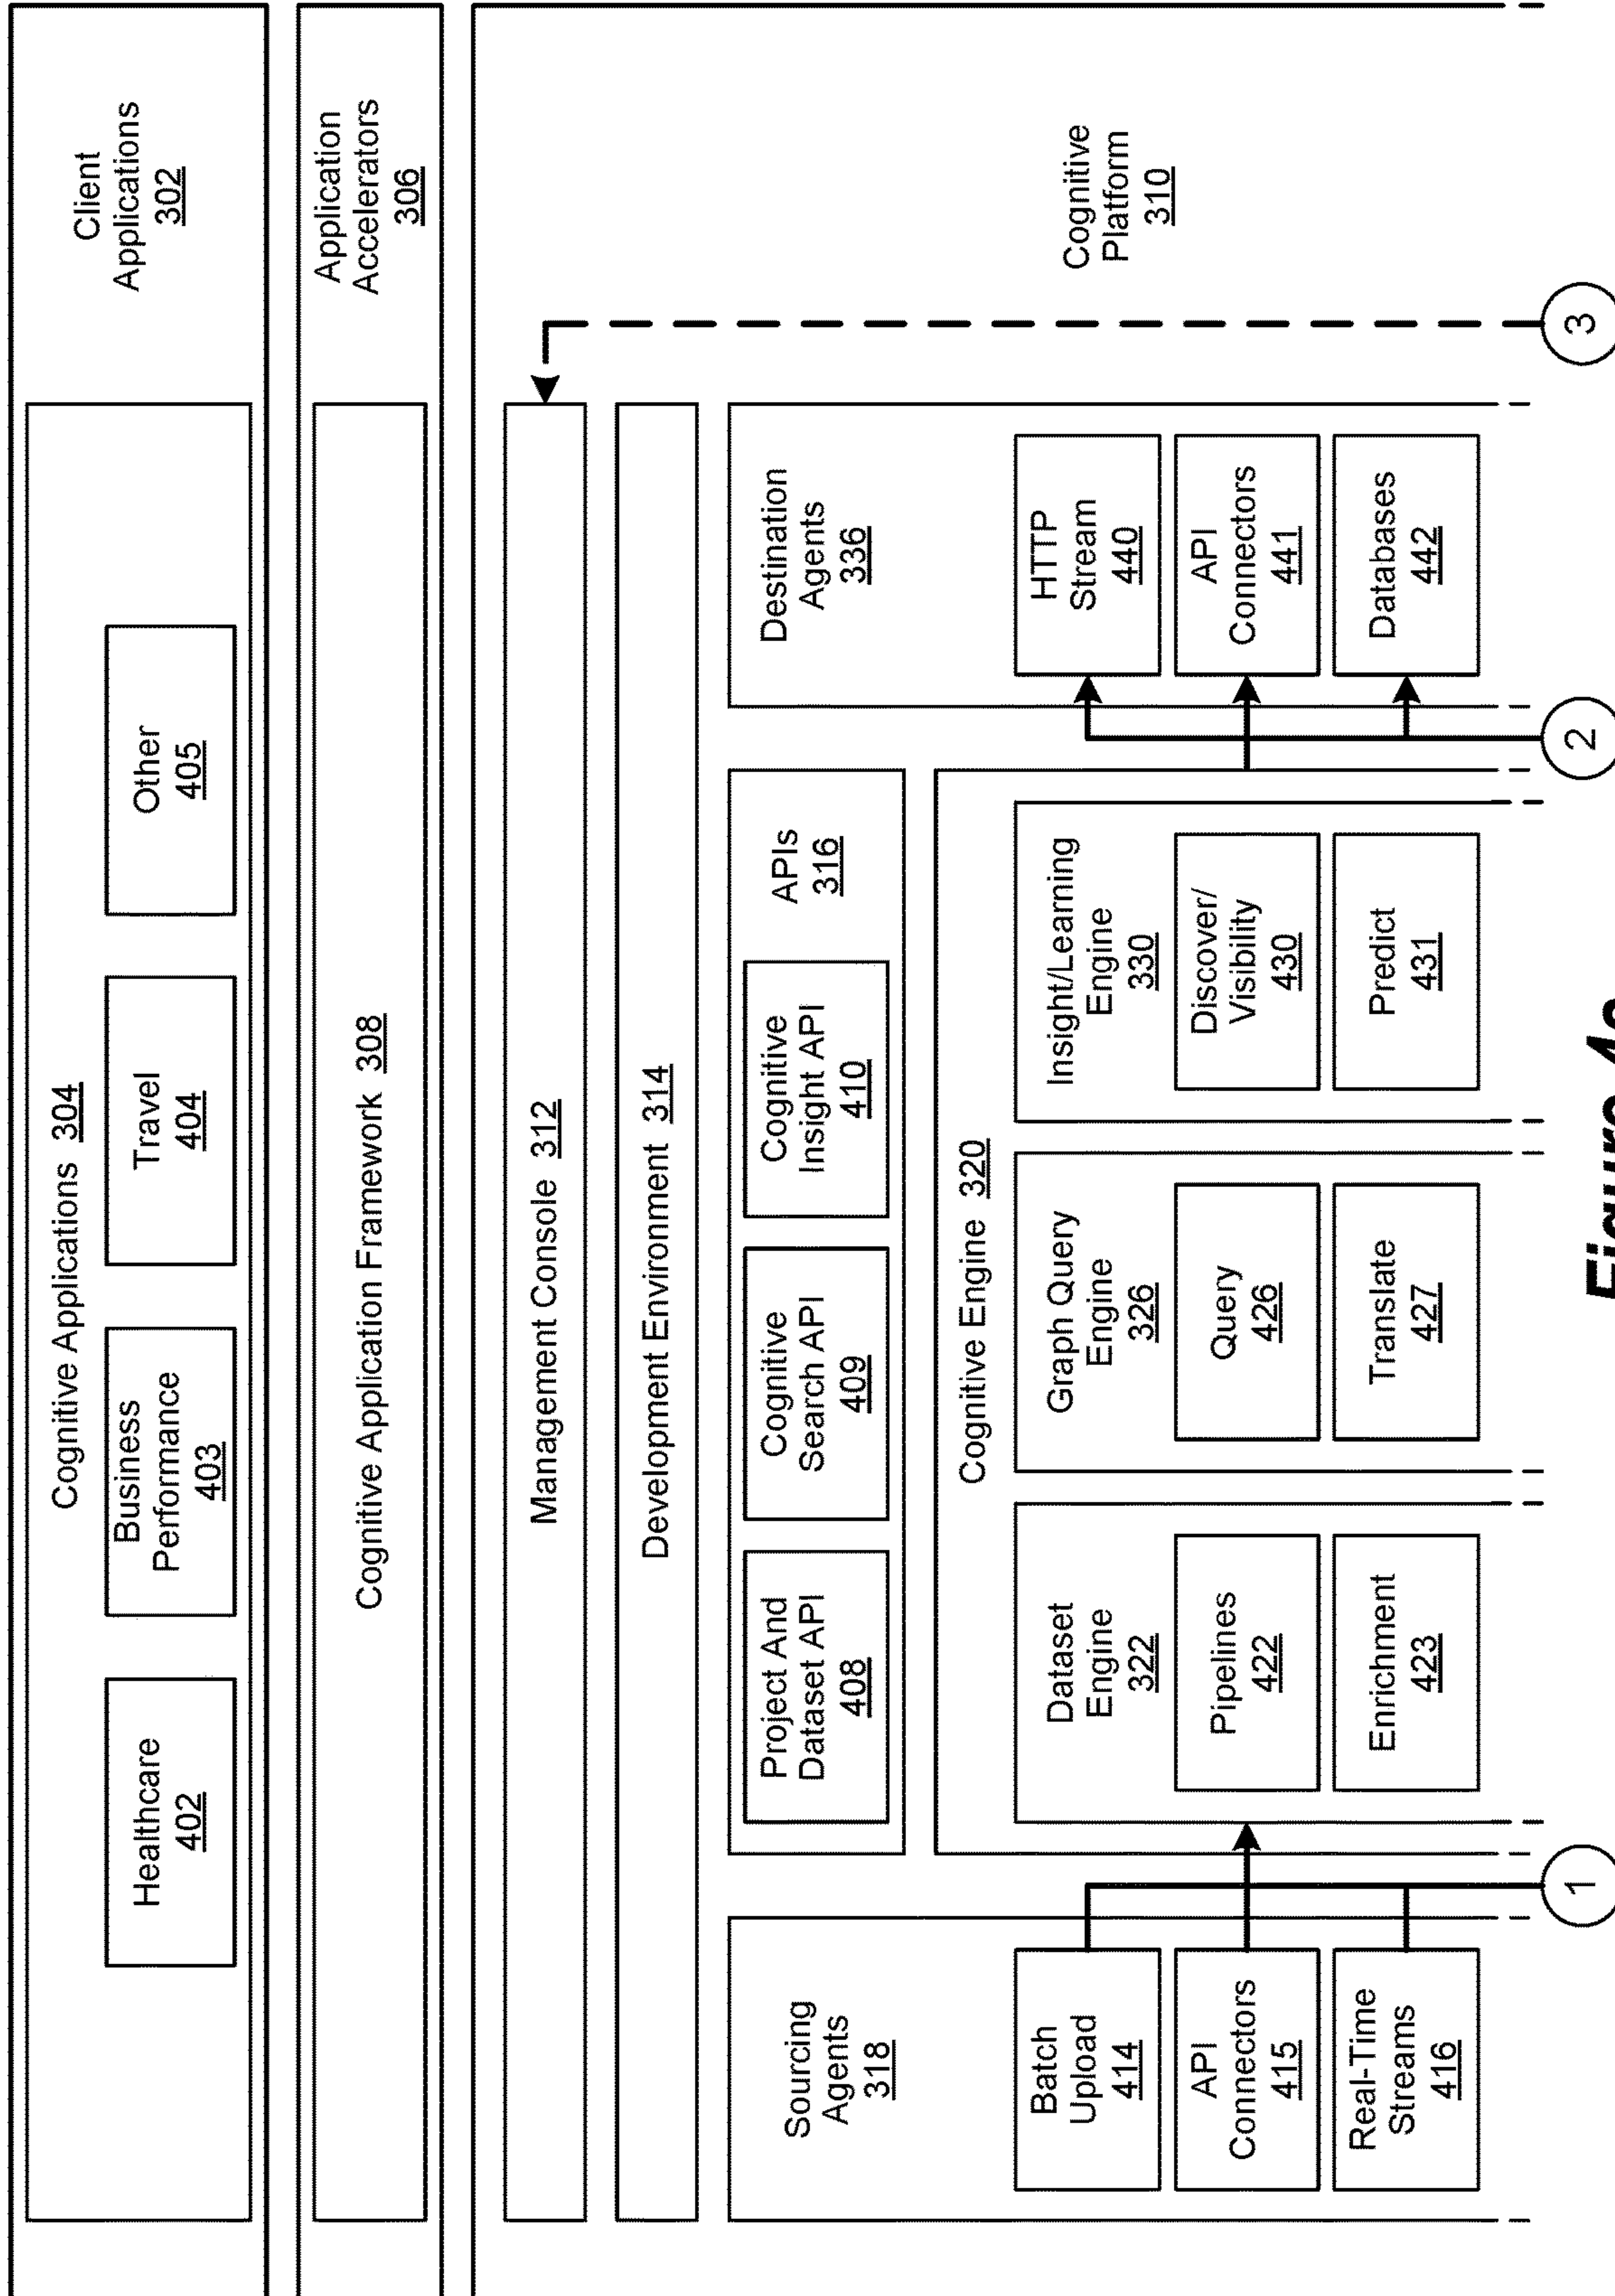 Client
Applications
302
Cognitive Applications 304
Healthcare
402
Business
Performance
403
Travel
404
Other
405
Application
Accelerators
306
Cognitive Application Framework 308
Cognitive
Platform
310
Management Console 312
Development Environment 314
Sourcing
Agents
318
Batch
Upload
414
API
Connectors
415
Real-Time
Streams
416
APIs
316
Project And
Dataset API
408
Cognitive
Search API
409
Cognitive
Insight API
410
Cognitive Engine 320
Dataset
Engine
322
Pipelines
422
Enrichment
423
Graph Query
Engine
326
Query
426
Translate
427
Insight/Learning
Engine
330
Discover/
Visibility
430
Predict
431
Destination
Agents
336
HTTP
Stream
440
API
Connectors
441
Databases
442
1
2
3
Figure